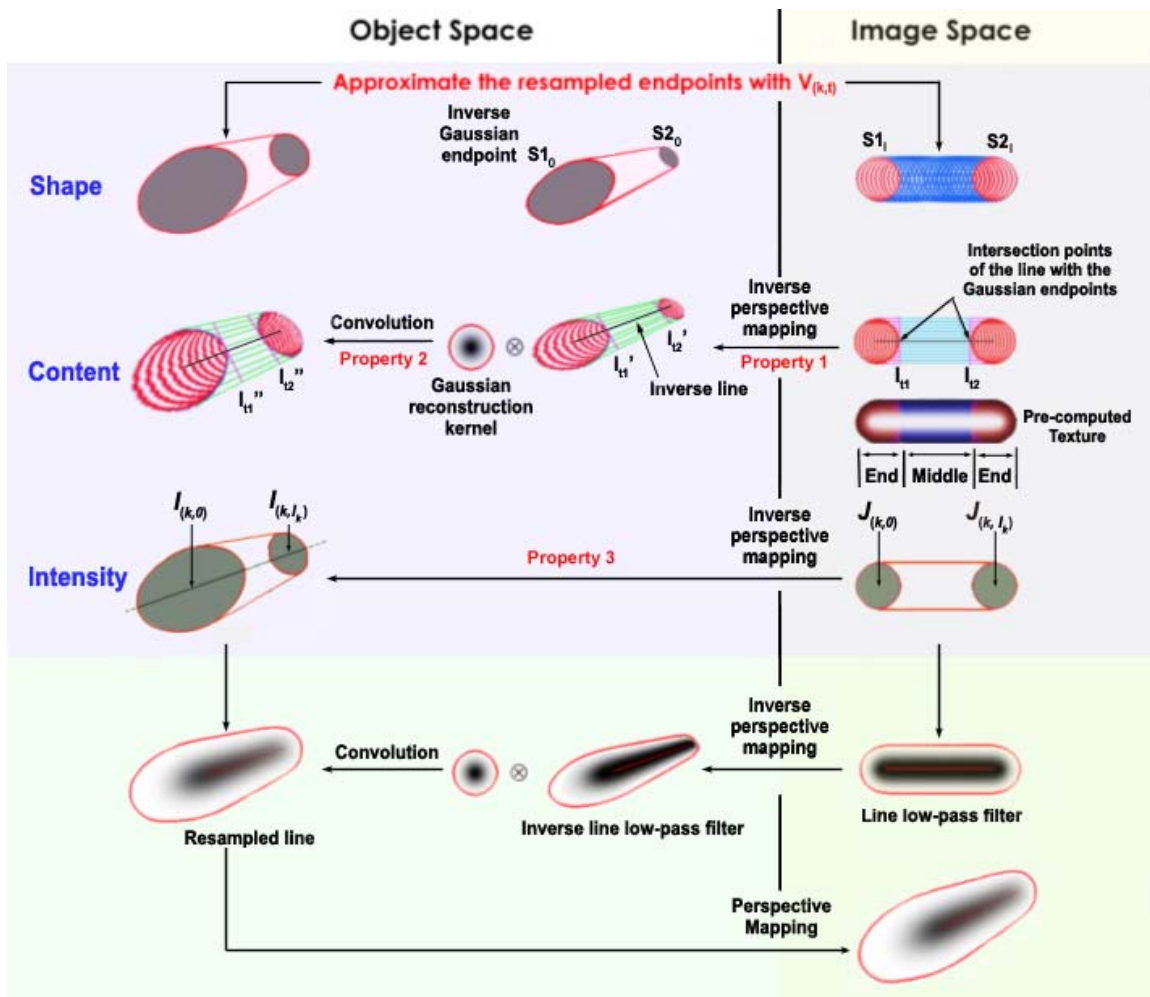 Object Space
Image Space
Approximate the resampled endpoints with V(k,t)
Shape
Inverse
Gaussian
endpoint
S1₀
S2₀
S1ᵢ
S2ᵢ
Content
It1''
It2''
Convolution
Property 2
Gaussian
reconstruction
kernel
⊗
It1'
It2'
Inverse line
Inverse
perspective
mapping
Property 1
Intersection points
of the line with the
Gaussian endpoints
It1
It2
Pre-computed
Texture
End
Middle
End
Intensity
I(k,0)
I(k,lk)
Property 3
Inverse
perspective
mapping
J(k,0)
J(k, lk)
Resampled line
Convolution
⊗
Inverse line low-pass filter
Inverse
perspective
mapping
Line low-pass filter
Perspective
Mapping